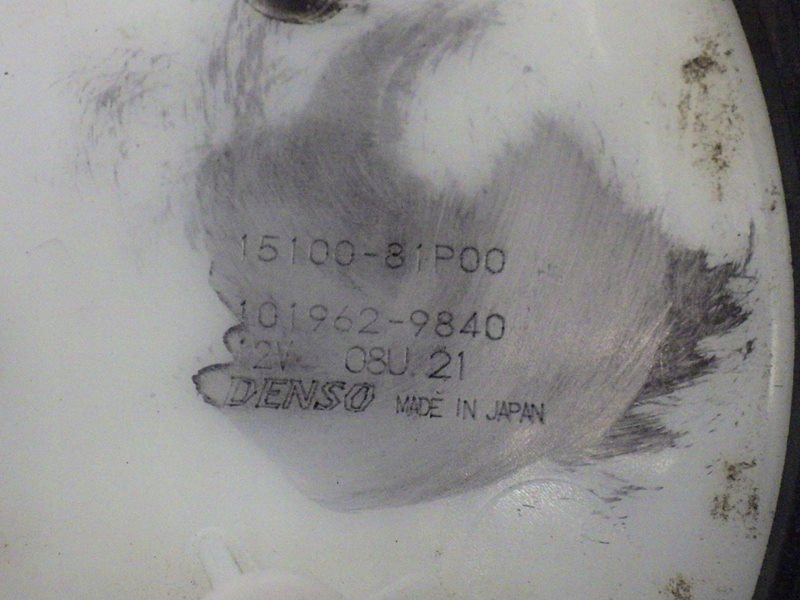 15100-81P00
101962-9840
12V 08U.21
DENSO MADE IN JAPAN